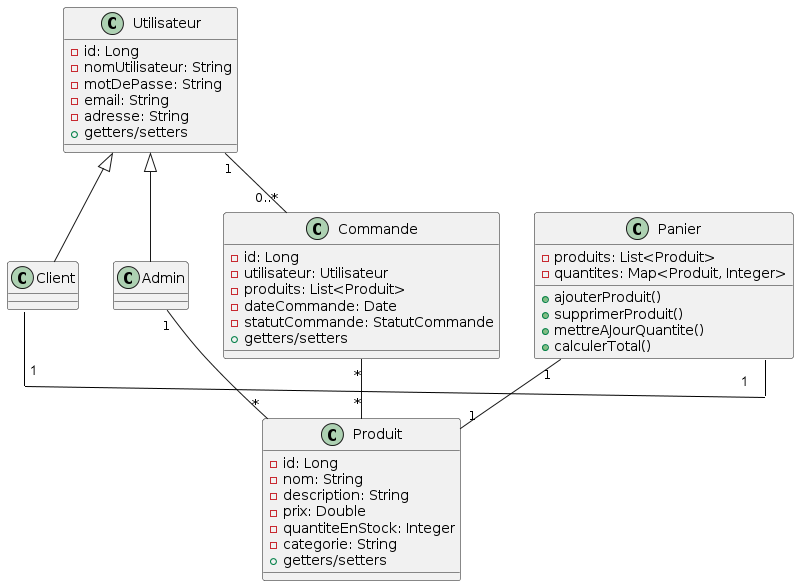 C Utilisateur
id: Long
nomUtilisateur: String
motDePasse: String
email: String
adresse: String
getters/setters
1
0..*
C Commande
id: Long
utilisateur: Utilisateur
produits: List<Produit>
dateCommande: Date
statutCommande: StatutCommande
getters/setters
C Panier
produits: List<Produit>
quantites: Map<Produit, Integer>
ajouterProduit()
supprimerProduit()
mettreAJourQuantite()
calculerTotal()
C Client
C Admin
1
1
*
1
1
*
*
1
C Produit
id: Long
nom: String
description: String
prix: Double
quantiteEnStock: Integer
categorie: String
getters/setters